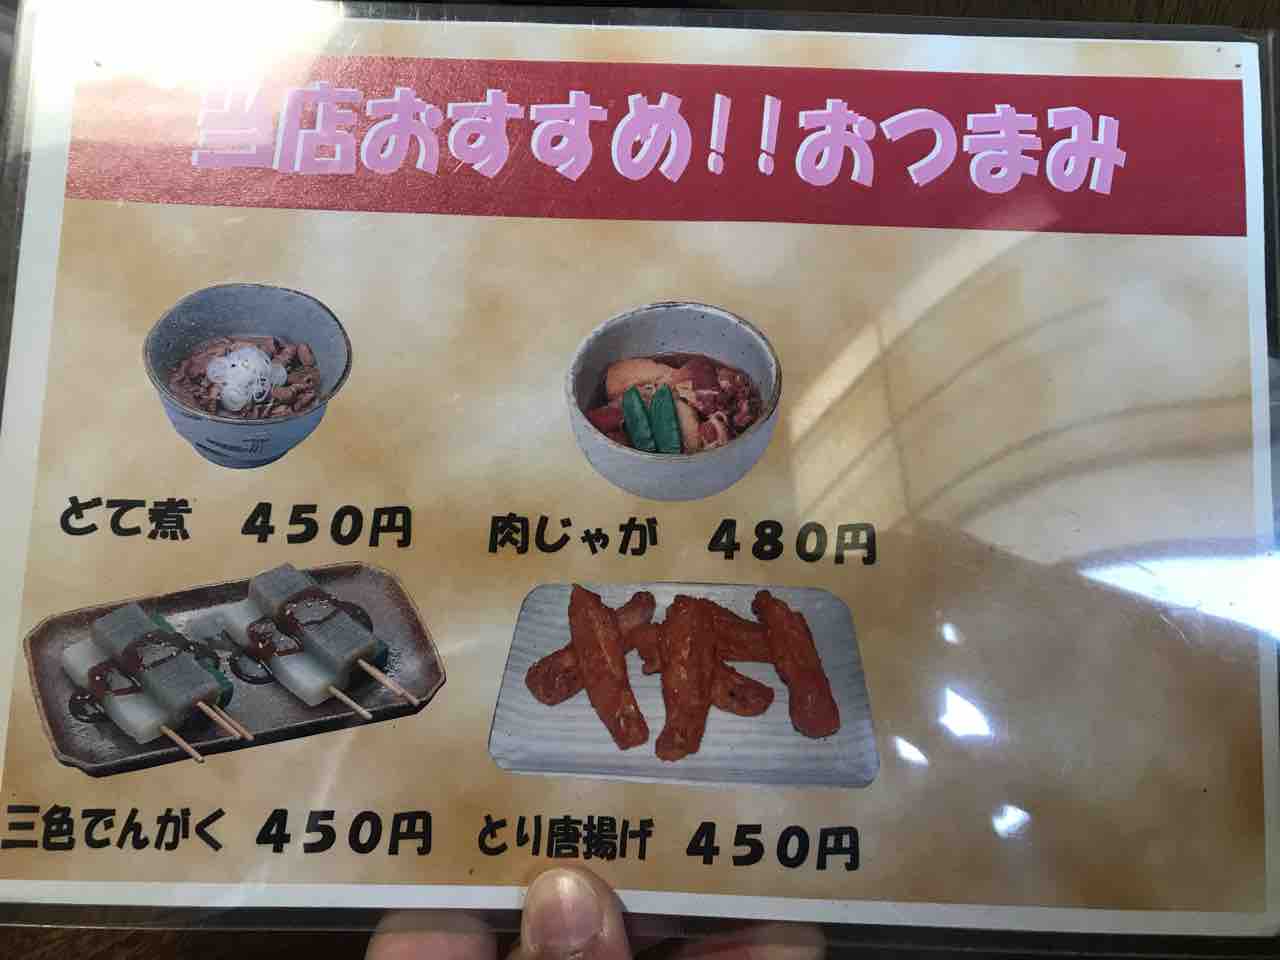 当店おすすめ!!おつまみ
どて煮　４５０円
肉じゃが　４８０円
三色でんがく　４５０円
とり唐揚げ　４５０円